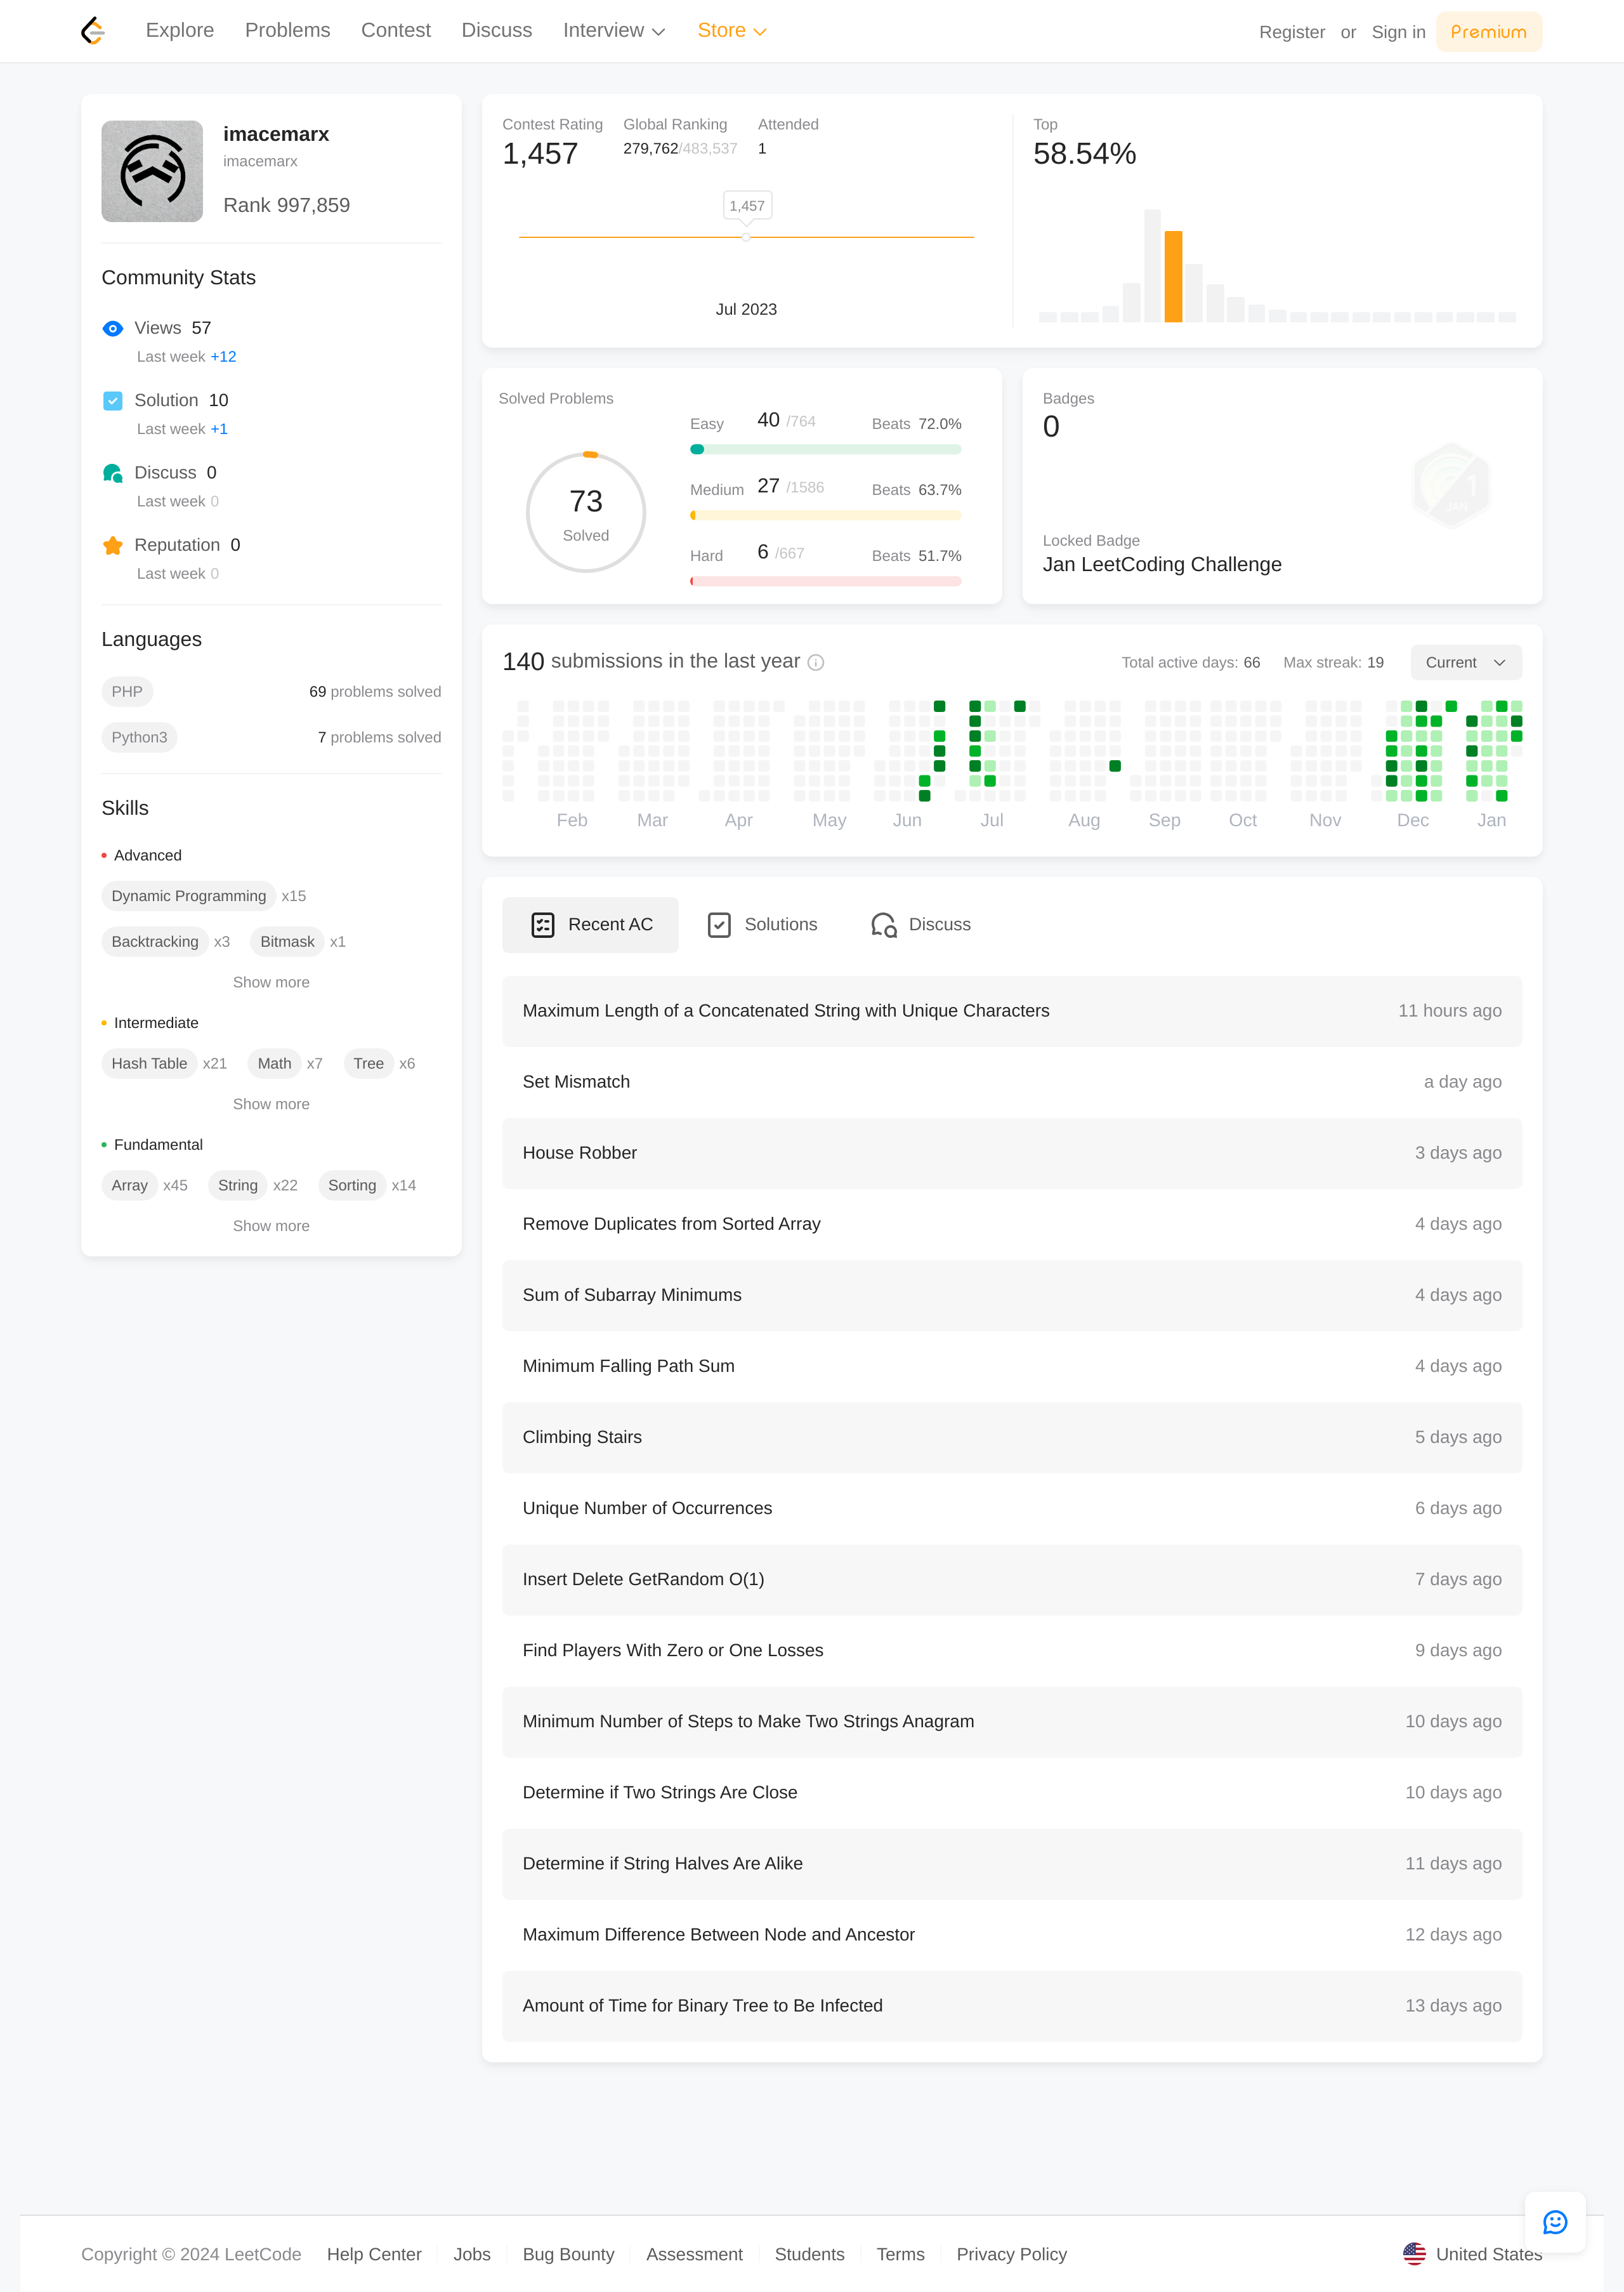 Explore Problems Contest Discuss Interview Store Register or Sign in Premium
imacemarx
imacemarx
Rank 997,859
Community Stats
Views 57
Last week +12
Solution 10
Last week +1
Discuss 0
Last week 0
Reputation 0
Last week 0
Languages
PHP 69 problems solved
Python3 7 problems solved
Skills
Advanced
Dynamic Programming x15
Backtracking x3 Bitmask x1
Show more
Intermediate
Hash Table x21 Math x7 Tree x6
Show more
Fundamental
Array x45 String x22 Sorting x14
Show more
Contest Rating Global Ranking Attended
1,457 279,762/483,537 1
1,457
Jul 2023
Top
58.54%
Solved Problems
73
Solved
Easy 40 /764 Beats 72.0%
Medium 27 /1586 Beats 63.7%
Hard 6 /667 Beats 51.7%
Badges
0
1
JAN
Locked Badge
Jan LeetCoding Challenge
140 submissions in the last year Total active days: 66 Max streak: 19 Current
Feb Mar Apr May Jun Jul Aug Sep Oct Nov Dec Jan
Recent AC Solutions Discuss
Maximum Length of a Concatenated String with Unique Characters 11 hours ago
Set Mismatch a day ago
House Robber 3 days ago
Remove Duplicates from Sorted Array 4 days ago
Sum of Subarray Minimums 4 days ago
Minimum Falling Path Sum 4 days ago
Climbing Stairs 5 days ago
Unique Number of Occurrences 6 days ago
Insert Delete GetRandom O(1) 7 days ago
Find Players With Zero or One Losses 9 days ago
Minimum Number of Steps to Make Two Strings Anagram 10 days ago
Determine if Two Strings Are Close 10 days ago
Determine if String Halves Are Alike 11 days ago
Maximum Difference Between Node and Ancestor 12 days ago
Amount of Time for Binary Tree to Be Infected 13 days ago
Copyright © 2024 LeetCode Help Center Jobs Bug Bounty Assessment Students Terms Privacy Policy United States